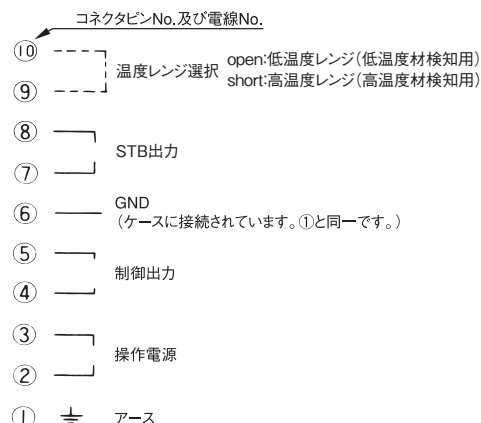 コネクタピンNo.及び電線No.
⑩
温度レンジ選択 open:低温度レンジ(低温度材検知用)
short:高温度レンジ(高温度材検知用)
⑨
⑧
STB出力
⑦
GND
⑥
(ケースに接続されています。①と同一です。)
⑤
制御出力
④
③
操作電源
②
① アース